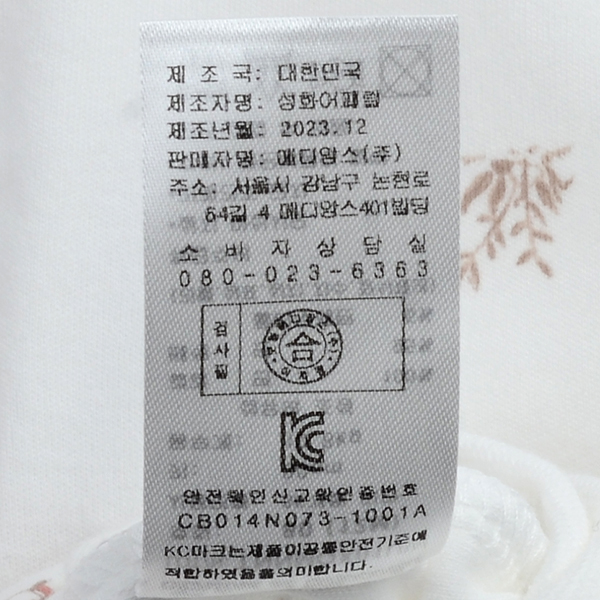 제 조 국: 대한민국
제조자명: 성화어패럴
제조년월: 2023.12
판매자명: 메디앙스(주)
주소: 서울시 강남구 논현로
64길 4 메디앙스401빌딩
소 비 자 상 담 실
080-023-6363
검사필
合
KC
안전확인신고확인증번호
CB014N073-1001A
KC마크는제품이공통안전기준에
적합하였음을의미합니다.